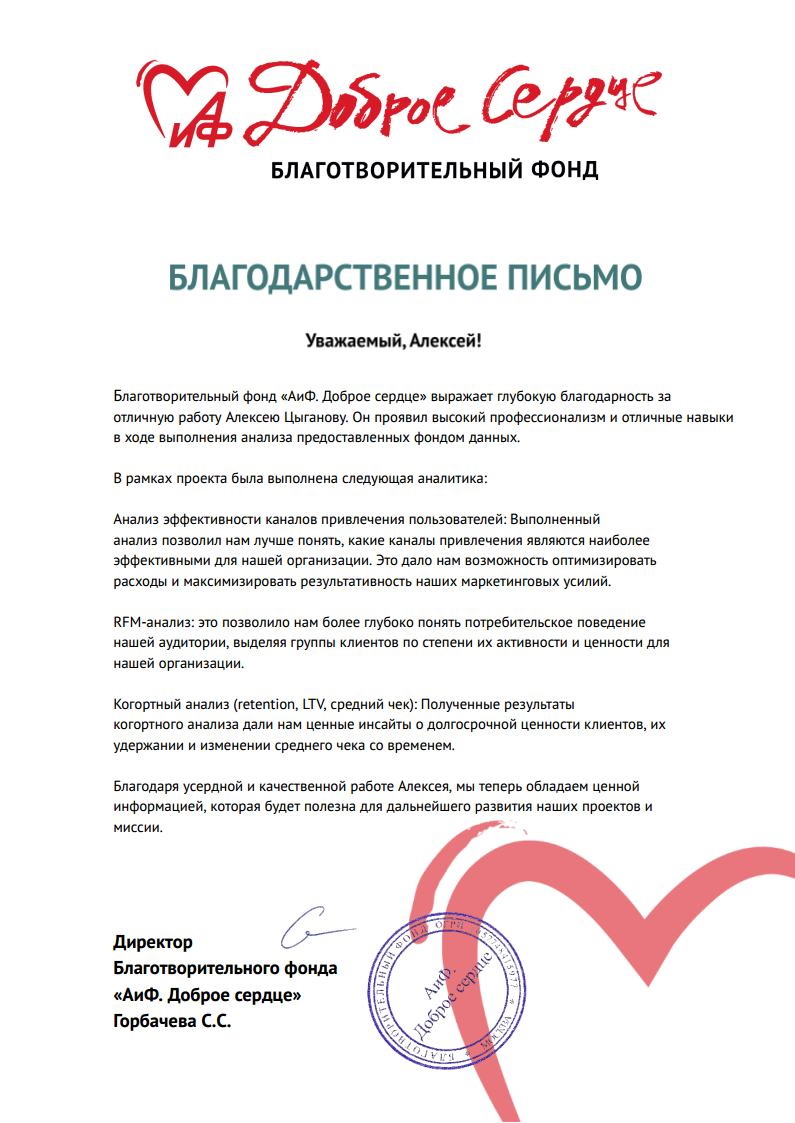 АиФ Доброе Сердце
БЛАГОТВОРИТЕЛЬНЫЙ ФОНД
БЛАГОДАРСТВЕННОЕ ПИСЬМО
Уважаемый, Алексей!
Благотворительный фонд «АиФ. Доброе сердце» выражает глубокую благодарность за
отличную работу Алексею Цыганову. Он проявил высокий профессионализм и отличные навыки
в ходе выполнения анализа предоставленных фондом данных.
В рамках проекта была выполнена следующая аналитика:
Анализ эффективности каналов привлечения пользователей: Выполненный
анализ позволил нам лучше понять, какие каналы привлечения являются наиболее
эффективными для нашей организации. Это дало нам возможность оптимизировать
расходы и максимизировать результативность наших маркетинговых усилий.
RFM-анализ: это позволило нам более глубоко понять потребительское поведение
нашей аудитории, выделяя группы клиентов по степени их активности и ценности для
нашей организации.
Когортный анализ (retention, LTV, средний чек): Полученные результаты
когортного анализа дали нам ценные инсайты о долгосрочной ценности клиентов, их
удержании и изменении среднего чека со временем.
Благодаря усердной и качественной работе Алексея, мы теперь обладаем ценной
информацией, которая будет полезна для дальнейшего развития наших проектов и
миссии.
Директор
Благотворительного фонда
«АиФ. Доброе сердце»
Горбачева С.С.
БЛАГОТВОРИТЕЛЬНЫЙ ФОНД ОГРН * МОСКВА *
АиФ.
Доброе сердце